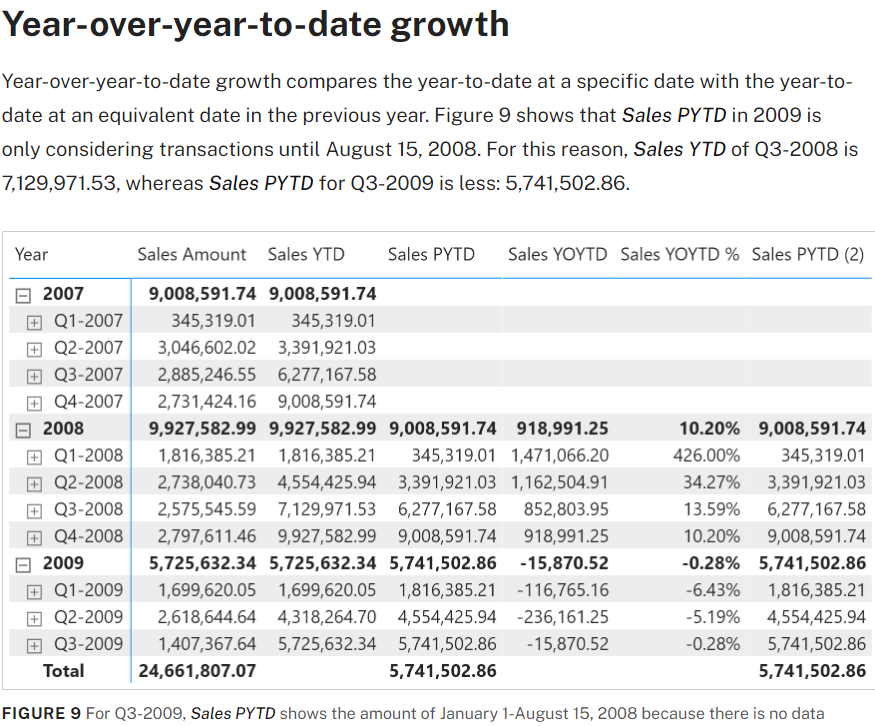 Year-over-year-to-date growth
Year-over-year-to-date growth compares the year-to-date at a specific date with the year-to-
date at an equivalent date in the previous year. Figure 9 shows that Sales PYTD in 2009 is
only considering transactions until August 15, 2008. For this reason, Sales YTD of Q3-2008 is
7,129,971.53, whereas Sales PYTD for Q3-2009 is less: 5,741,502.86.
Year Sales Amount Sales YTD Sales PYTD Sales YOYTD Sales YOYTD % Sales PYTD (2)
2007 9,008,591.74 9,008,591.74
Q1-2007 345,319.01 345,319.01
Q2-2007 3,046,602.02 3,391,921.03
Q3-2007 2,885,246.55 6,277,167.58
Q4-2007 2,731,424.16 9,008,591.74
2008 9,927,582.99 9,927,582.99 9,008,591.74 918,991.25 10.20% 9,008,591.74
Q1-2008 1,816,385.21 1,816,385.21 345,319.01 1,471,066.20 426.00% 345,319.01
Q2-2008 2,738,040.73 4,554,425.94 3,391,921.03 1,162,504.91 34.27% 3,391,921.03
Q3-2008 2,575,545.59 7,129,971.53 6,277,167.58 852,803.95 13.59% 6,277,167.58
Q4-2008 2,797,611.46 9,927,582.99 9,008,591.74 918,991.25 10.20% 9,008,591.74
2009 5,725,632.34 5,725,632.34 5,741,502.86 -15,870.52 -0.28% 5,741,502.86
Q1-2009 1,699,620.05 1,699,620.05 1,816,385.21 -116,765.16 -6.43% 1,816,385.21
Q2-2009 2,618,644.64 4,318,264.70 4,554,425.94 -236,161.25 -5.19% 4,554,425.94
Q3-2009 1,407,367.64 5,725,632.34 5,741,502.86 -15,870.52 -0.28% 5,741,502.86
Total 24,661,807.07 5,741,502.86 5,741,502.86
FIGURE 9 For Q3-2009, Sales PYTD shows the amount of January 1-August 15, 2008 because there is no data